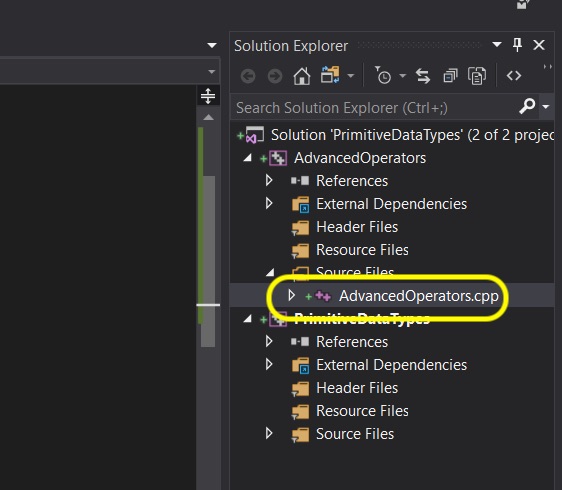 Solution Explorer
Search Solution Explorer (Ctrl+;)
Solution 'PrimitiveDataTypes' (2 of 2 projec
AdvancedOperators
References
External Dependencies
Header Files
Resource Files
Source Files
AdvancedOperators.cpp
PrimitiveDataTypes
References
External Dependencies
Header Files
Resource Files
Source Files